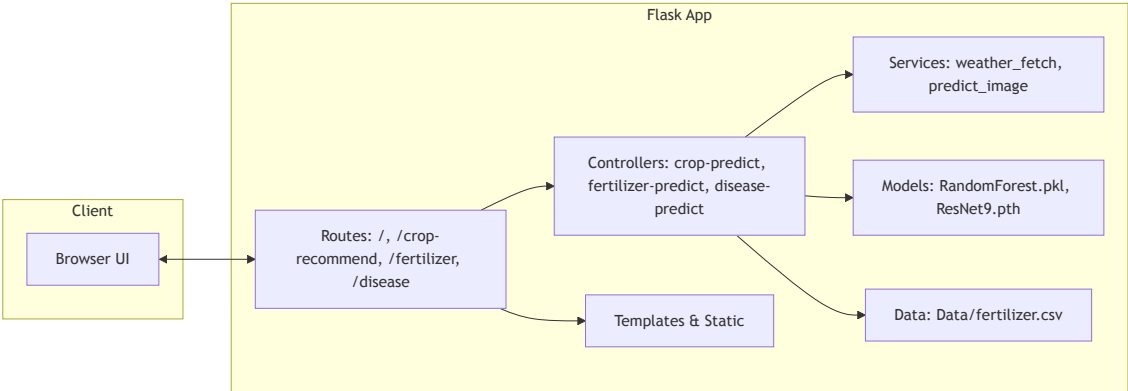 Flask App
Services: weather_fetch,
predict_image
Controllers: crop-predict,
fertilizer-predict, disease-
predict
Models: RandomForest.pkl,
ResNet9.pth
Client
Browser UI
Routes: /, /crop-
recommend, /fertilizer,
/disease
Templates & Static
Data: Data/fertilizer.csv